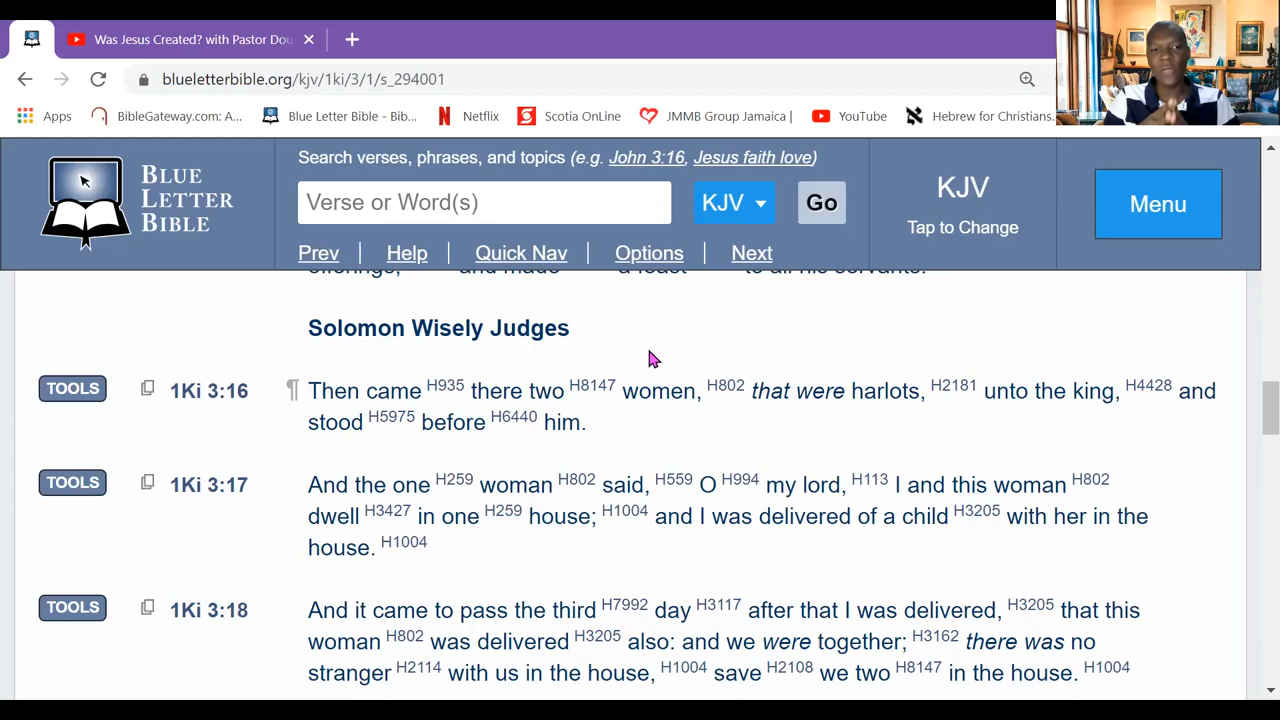 Was Jesus Created? with Pastor Dou
blueletterbible.org/kjv/1ki/3/1/s_294001
Apps BibleGateway.com: A... Blue Letter Bible - Bib... Netflix Scotia OnLine JMMB Group Jamaica | YouTube Hebrew for Christians.
BLUE
LETTER
BIBLE
Search verses, phrases, and topics (e.g. John 3:16, Jesus faith love)
Verse or Word(s) KJV Go
Prev | Help | Quick Nav | Options | Next
KJV
Tap to Change
Menu
offerings, and made a feast to all his servants.
Solomon Wisely Judges
TOOLS 1Ki 3:16 ¶ Then came H935 there two H8147 women, H802 that were harlots, H2181 unto the king, H4428 and
stood H5975 before H6440 him.
TOOLS 1Ki 3:17 And the one H259 woman H802 said, H559 O H994 my lord, H113 I and this woman H802
dwell H3427 in one H259 house; H1004 and I was delivered of a child H3205 with her in the
house. H1004
TOOLS 1Ki 3:18 And it came to pass the third H7992 day H3117 after that I was delivered, H3205 that this
woman H802 was delivered H3205 also: and we were together; H3162 there was no
stranger H2114 with us in the house, H1004 save H2108 we two H8147 in the house. H1004